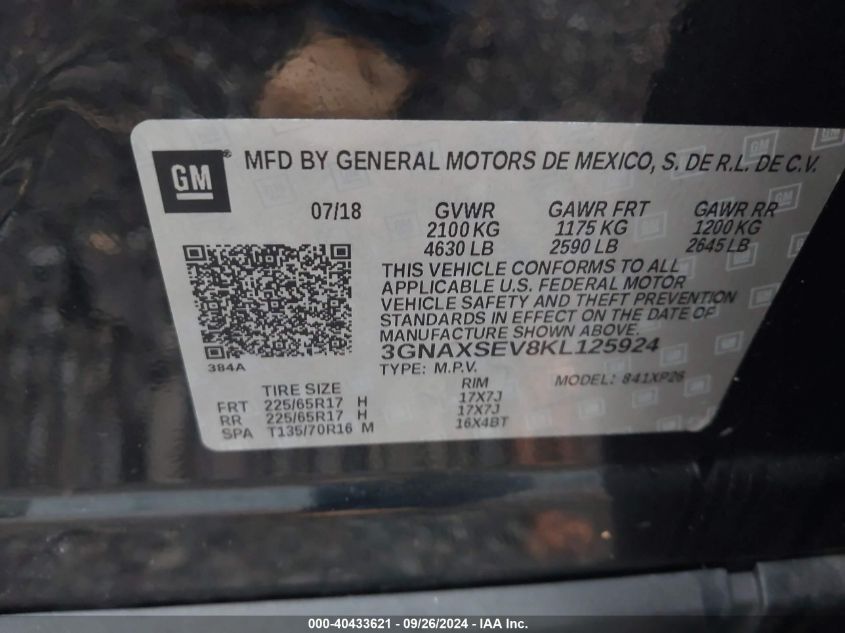 GM® MFD BY GENERAL MOTORS DE MEXICO, S. DE R.L. DE C.V.
07/18 GVWR GAWR FRT GAWR RR
2100 KG 1175 KG 1200 KG
4630 LB 2590 LB 2645 LB
THIS VEHICLE CONFORMS TO ALL
APPLICABLE U.S. FEDERAL MOTOR
VEHICLE SAFETY AND THEFT PREVENTION
STANDARDS IN EFFECT ON THE DATE OF
MANUFACTURE SHOWN ABOVE.
384A 3GNAXSEV8KL125924
TYPE: M.P.V. MODEL: 841XP26
TIRE SIZE RIM
FRT 225/65R17 H 17X7J
RR 225/65R17 H 17X7J
SPA T135/70R16 M 16X4BT
000-40433621 / 09/26/2024 - IAA Inc.